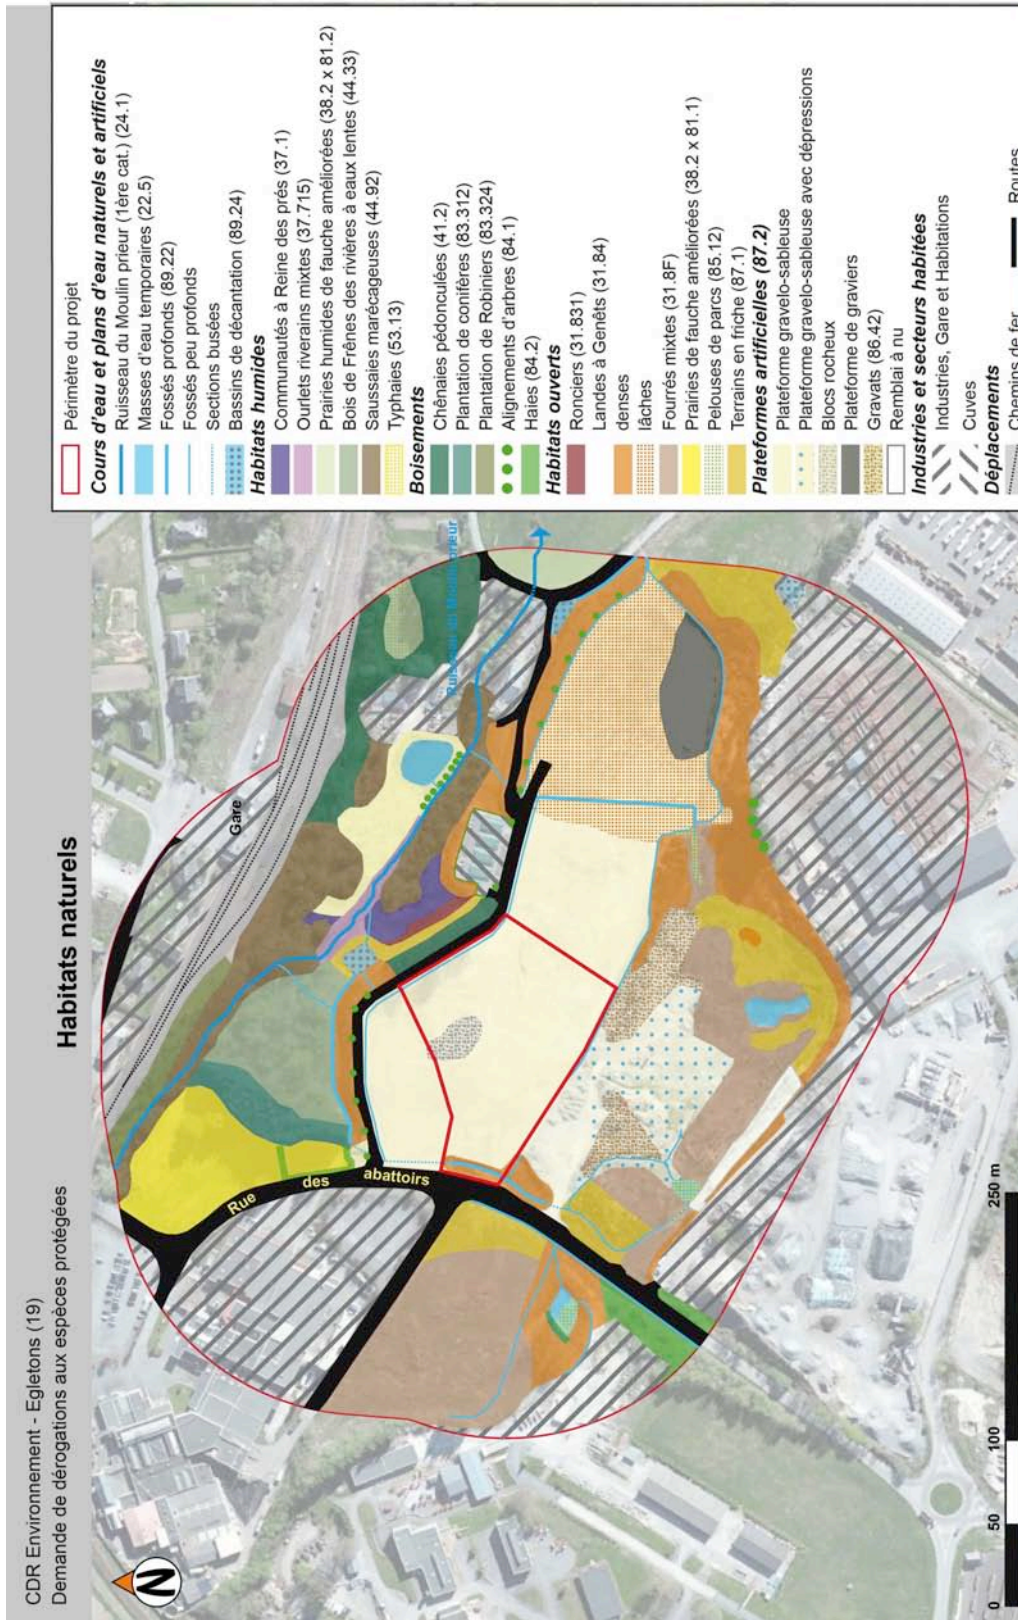 CDR Environnement - Egletons (19)
Demande de dérogations aux espèces protégées
Habitats naturels
N
Gare
Ruisseau du Moulin prieur
Rue
des
abattoirs
0
50
100
250 m
Périmètre du projet
Cours d'eau et plans d'eau naturels et artificiels
Ruisseau du Moulin prieur (1ère cat.) (24.1)
Masses d'eau temporaires (22.5)
Fossés profonds (89.22)
Fossés peu profonds
Sections busées
Bassins de décantation (89.24)
Habitats humides
Communautés à Reine des prés (37.1)
Ourlets riverains mixtes (37.715)
Prairies humides de fauche améliorées (38.2 x 81.2)
Bois de Frênes des rivières à eaux lentes (44.33)
Saussaies marécageuses (44.92)
Typhaies (53.13)
Boisements
Chênaies pédonculées (41.2)
Plantation de conifères (83.312)
Plantation de Robiniers (83.324)
Alignements d'arbres (84.1)
Haies (84.2)
Habitats ouverts
Ronciers (31.831)
Landes à Genêts (31.84)
denses
lâches
Fourrés mixtes (31.8F)
Prairies de fauche améliorées (38.2 x 81.1)
Pelouses de parcs (85.12)
Terrains en friche (87.1)
Plateformes artificielles (87.2)
Plateforme gravelo-sableuse
Plateforme gravelo-sableuse avec dépressions
Blocs rocheux
Plateforme de graviers
Gravats (86.42)
Remblai à nu
Industries et secteurs habitées
Industries, Gare et Habitations
Cuves
Déplacements
Chemins de fer
Routes